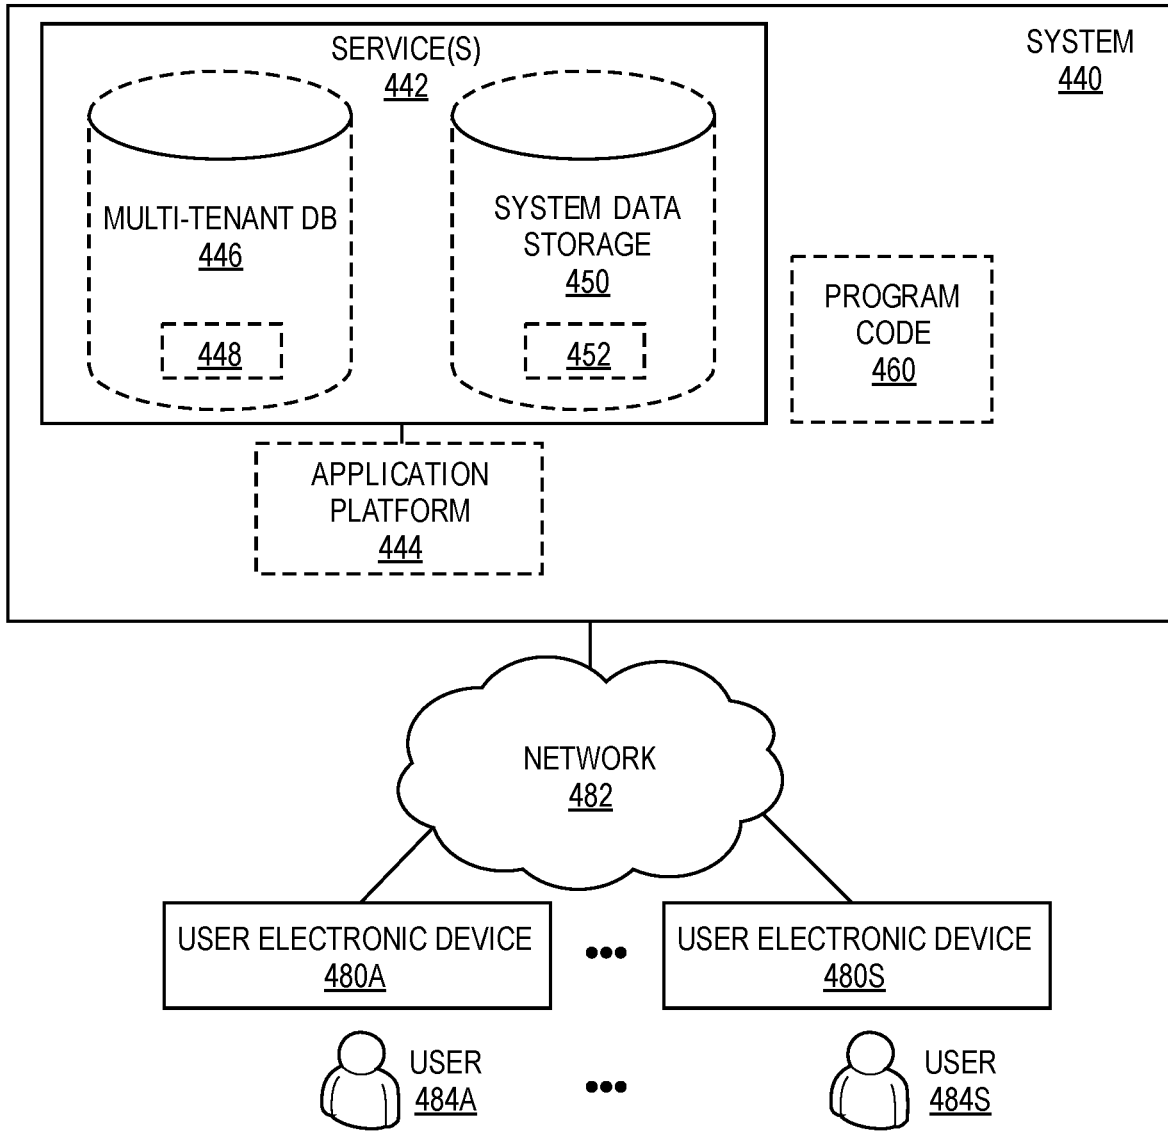 SERVICE(S)
442
SYSTEM
440
MULTI-TENANT DB
446
448
SYSTEM DATA
STORAGE
450
452
PROGRAM
CODE
460
APPLICATION
PLATFORM
444
NETWORK
482
USER ELECTRONIC DEVICE
480A
USER ELECTRONIC DEVICE
480S
USER
484A
USER
484S